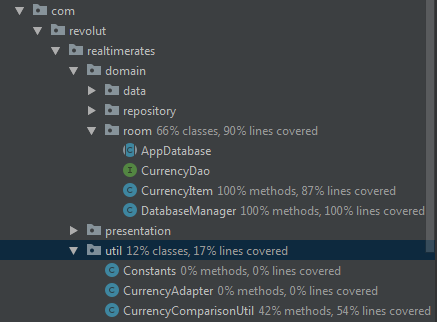 com
revolut
realtimerates
domain
data
repository
room 66% classes, 90% lines covered
AppDatabase
CurrencyDao
CurrencyItem 100% methods, 87% lines covered
DatabaseManager 100% methods, 100% lines covered
presentation
util 12% classes, 17% lines covered
Constants 0% methods, 0% lines covered
CurrencyAdapter 0% methods, 0% lines covered
CurrencyComparisonUtil 42% methods, 54% lines covered